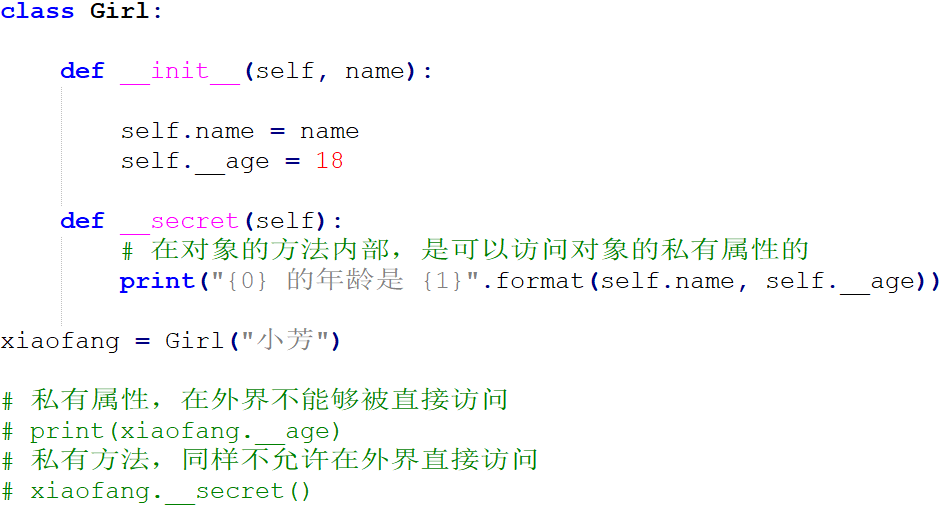 class Girl:
    def __init__(self, name):
        self.name = name
        self.__age = 18
    def __secret(self):
        # 在对象的方法内部，是可以访问对象的私有属性的
        print("{0} 的年龄是 {1}".format(self.name, self.__age))
xiaofang = Girl("小芳")
# 私有属性，在外界不能够被直接访问
# print(xiaofang.__age)
# 私有方法，同样不允许在外界直接访问
# xiaofang.__secret()